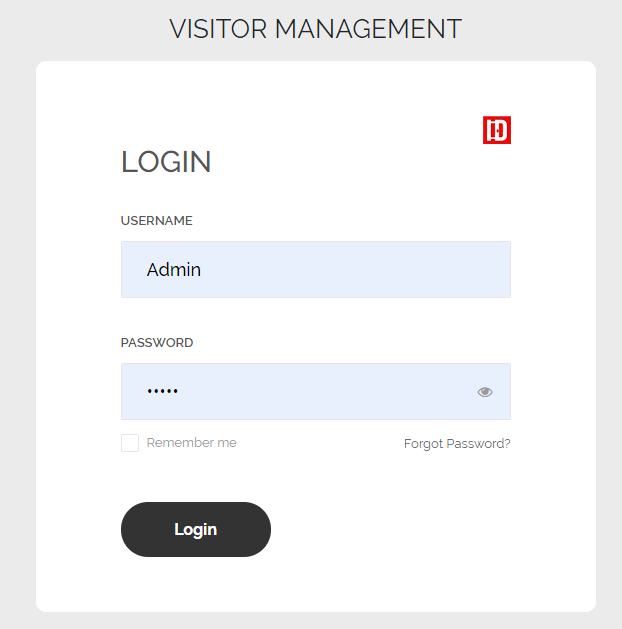 VISITOR MANAGEMENT
LOGIN
USERNAME
Admin
PASSWORD
•••••
Remember me
Forgot Password?
Login